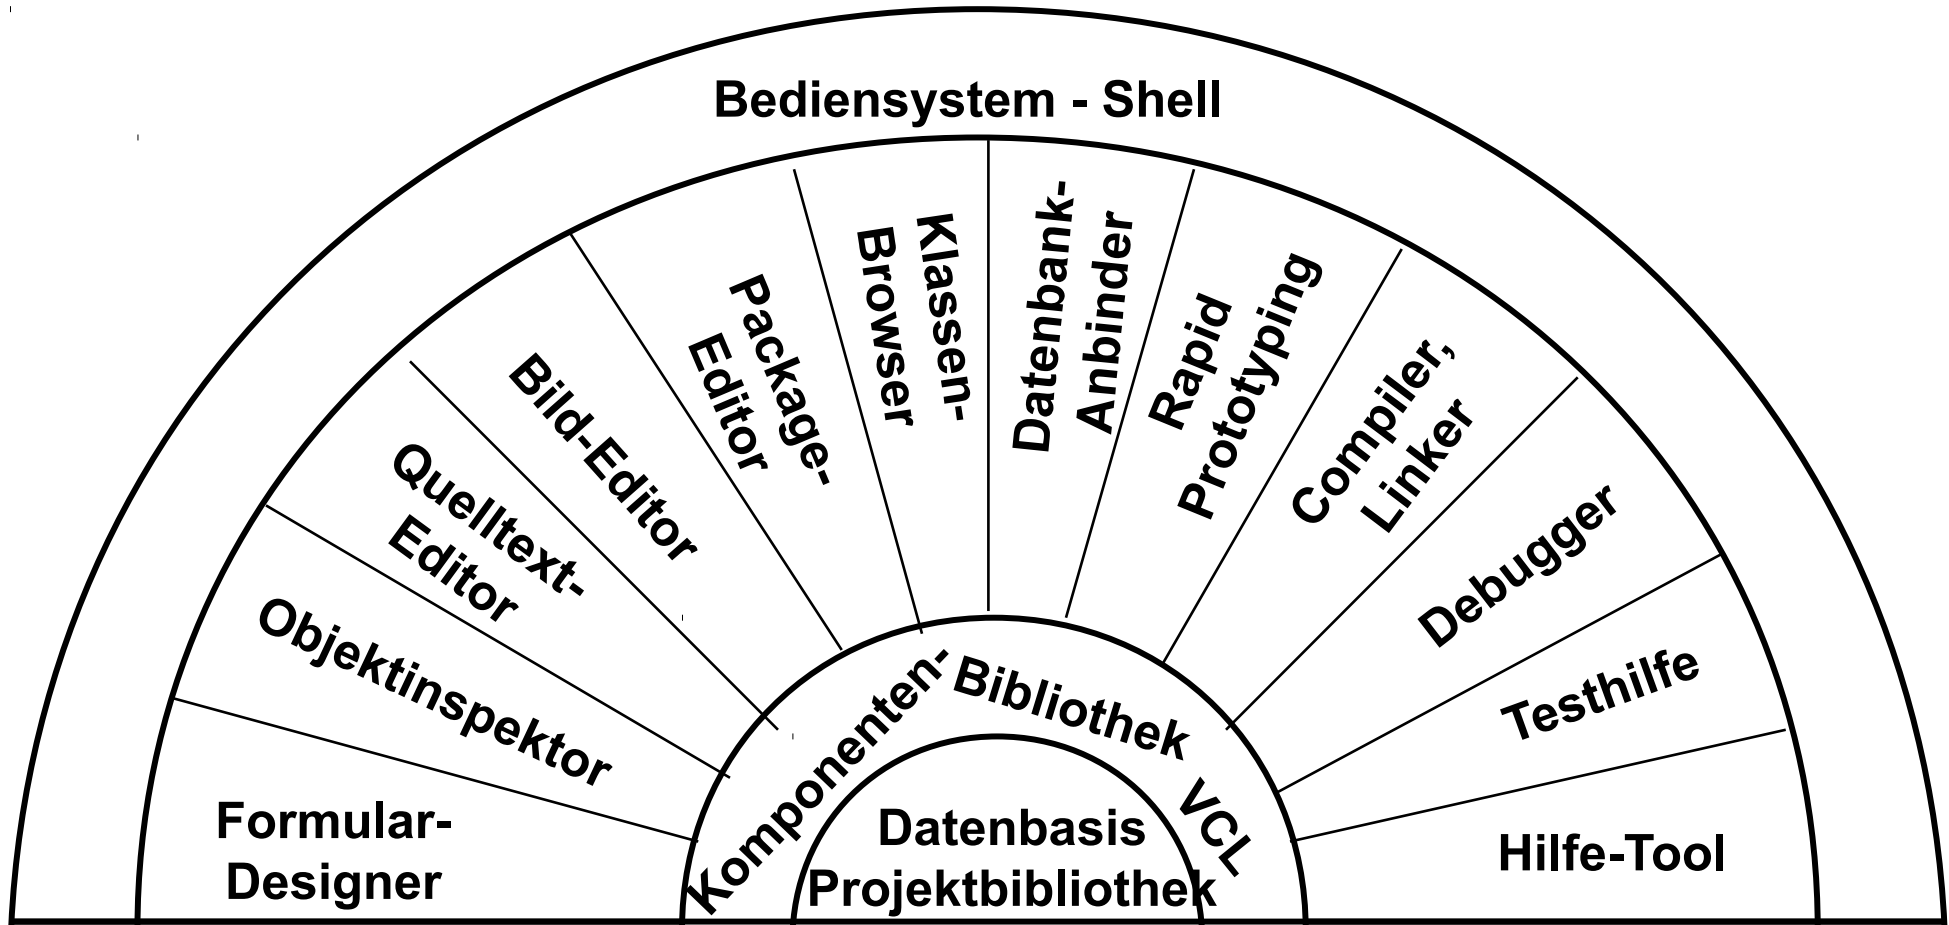 Bediensystem - Shell
Formular-
Designer
Objektinspektor
Quelltext-
Editor
Bild-Editor
Package-
Editor
Klassen-
Browser
Datenbank-
Anbinder
Rapid
Prototyping
Compiler,
Linker
Debugger
Testhilfe
Hilfe-Tool
Komponenten-
Bibliothek
VCL
Datenbasis
Projektbibliothek